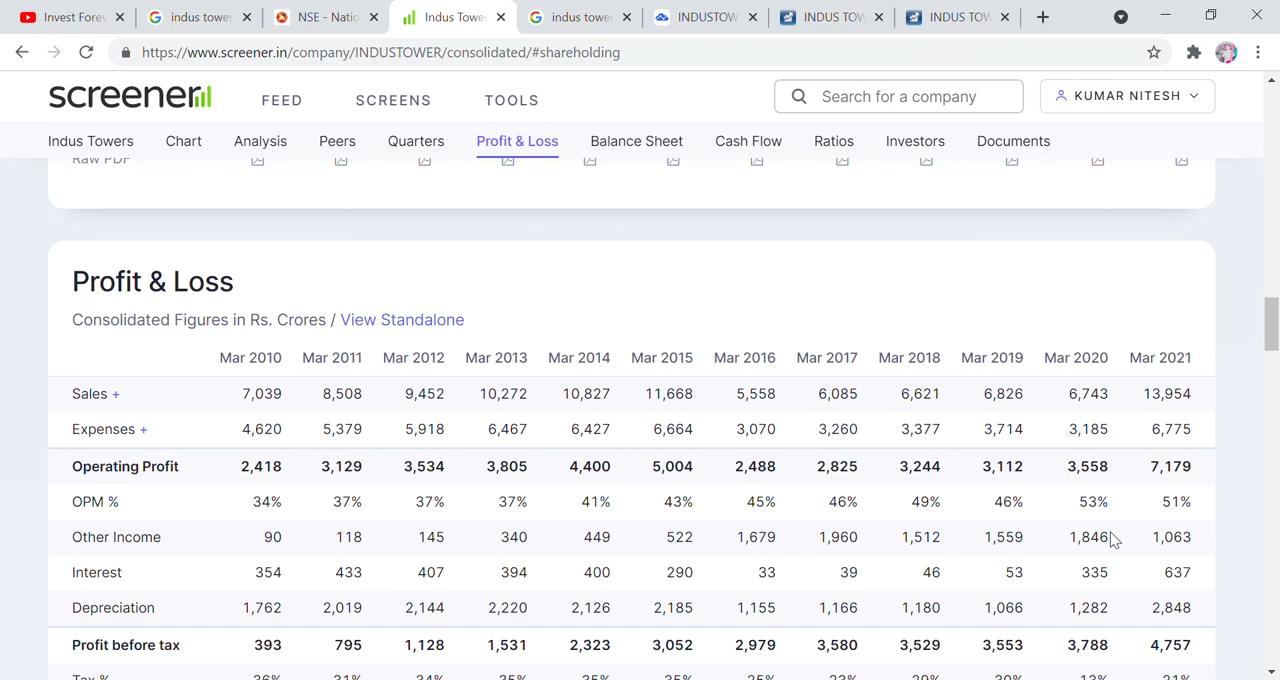 Invest Forev
indus tower
NSE - Natio
Indus Tower
indus tower
INDUSTOW
INDUS TOW
INDUS TOW
https://www.screener.in/company/INDUSTOWER/consolidated/#shareholding
screener
FEED SCREENS TOOLS
Search for a company
KUMAR NITESH
Indus Towers Chart Analysis Peers Quarters Profit & Loss Balance Sheet Cash Flow Ratios Investors Documents
Raw PDF
Profit & Loss
Consolidated Figures in Rs. Crores / View Standalone
Mar 2010 Mar 2011 Mar 2012 Mar 2013 Mar 2014 Mar 2015 Mar 2016 Mar 2017 Mar 2018 Mar 2019 Mar 2020 Mar 2021
Sales + 7,039 8,508 9,452 10,272 10,827 11,668 5,558 6,085 6,621 6,826 6,743 13,954
Expenses + 4,620 5,379 5,918 6,467 6,427 6,664 3,070 3,260 3,377 3,714 3,185 6,775
Operating Profit 2,418 3,129 3,534 3,805 4,400 5,004 2,488 2,825 3,244 3,112 3,558 7,179
OPM % 34% 37% 37% 37% 41% 43% 45% 46% 49% 46% 53% 51%
Other Income 90 118 145 340 449 522 1,679 1,960 1,512 1,559 1,846 1,063
Interest 354 433 407 394 400 290 33 39 46 53 335 637
Depreciation 1,762 2,019 2,144 2,220 2,126 2,185 1,155 1,166 1,180 1,066 1,282 2,848
Profit before tax 393 795 1,128 1,531 2,323 3,052 2,979 3,580 3,529 3,553 3,788 4,757
Tax %